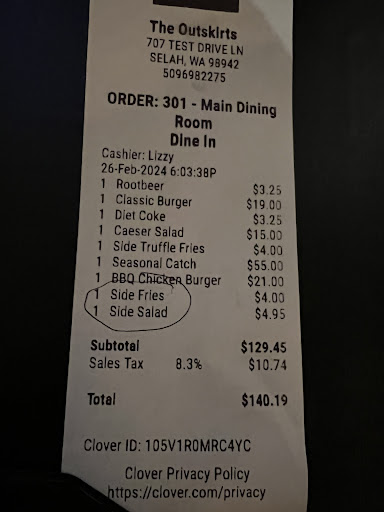 The Outskirts
707 TEST DRIVE LN
SELAH, WA 98942
5096982275
ORDER: 301 - Main Dining
Room
Dine In
Cashier: Lizzy
26-Feb-2024 6:03:38P
1 Rootbeer $3.25
1 Classic Burger $19.00
1 Diet Coke $3.25
1 Caeser Salad $15.00
1 Side Truffle Fries $4.00
1 Seasonal Catch $55.00
1 BBQ Chicken Burger $21.00
1 Side Fries $4.00
1 Side Salad $4.95
Subtotal $129.45
Sales Tax 8.3% $10.74
Total $140.19
Clover ID: 105V1R0MRC4YC
Clover Privacy Policy
https://clover.com/privacy